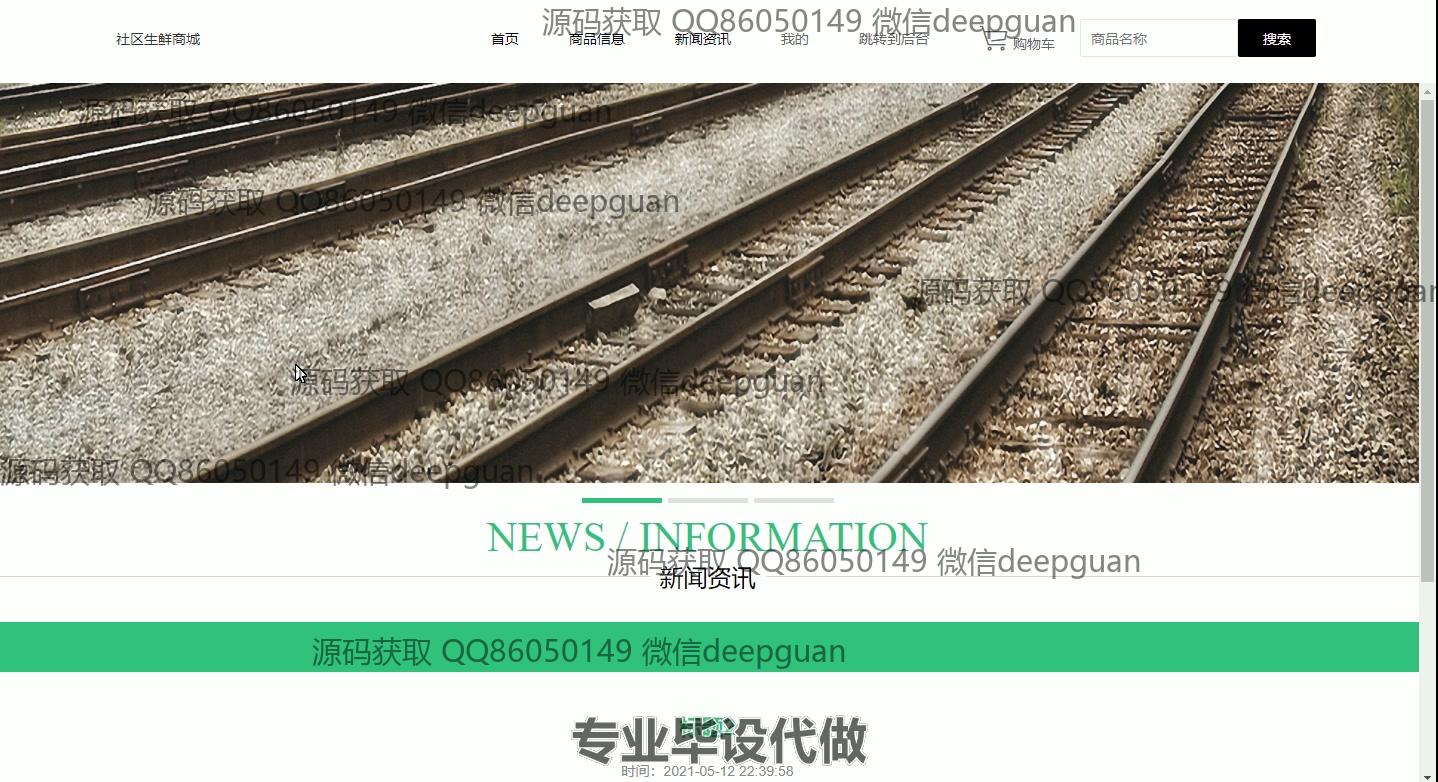 源码获取 QQ86050149 微信deepguan
社区生鲜商城 首页 商品信息 新闻资讯 我的 跳转到后台 购物车 商品名称 搜索
源码获取 QQ86050149 微信deepguan
源码获取 QQ86050149 微信deepguan
源码获取 QQ86050149 微信deepguan
源码获取 QQ86050149 微信deepguan
源码获取 QQ86050149 微信deepguan
NEWS / INFORMATION
源码获取 QQ86050149 微信deepguan
新闻资讯
源码获取 QQ86050149 微信deepguan
专业毕设代做
时间：2021-05-12 22:39:58